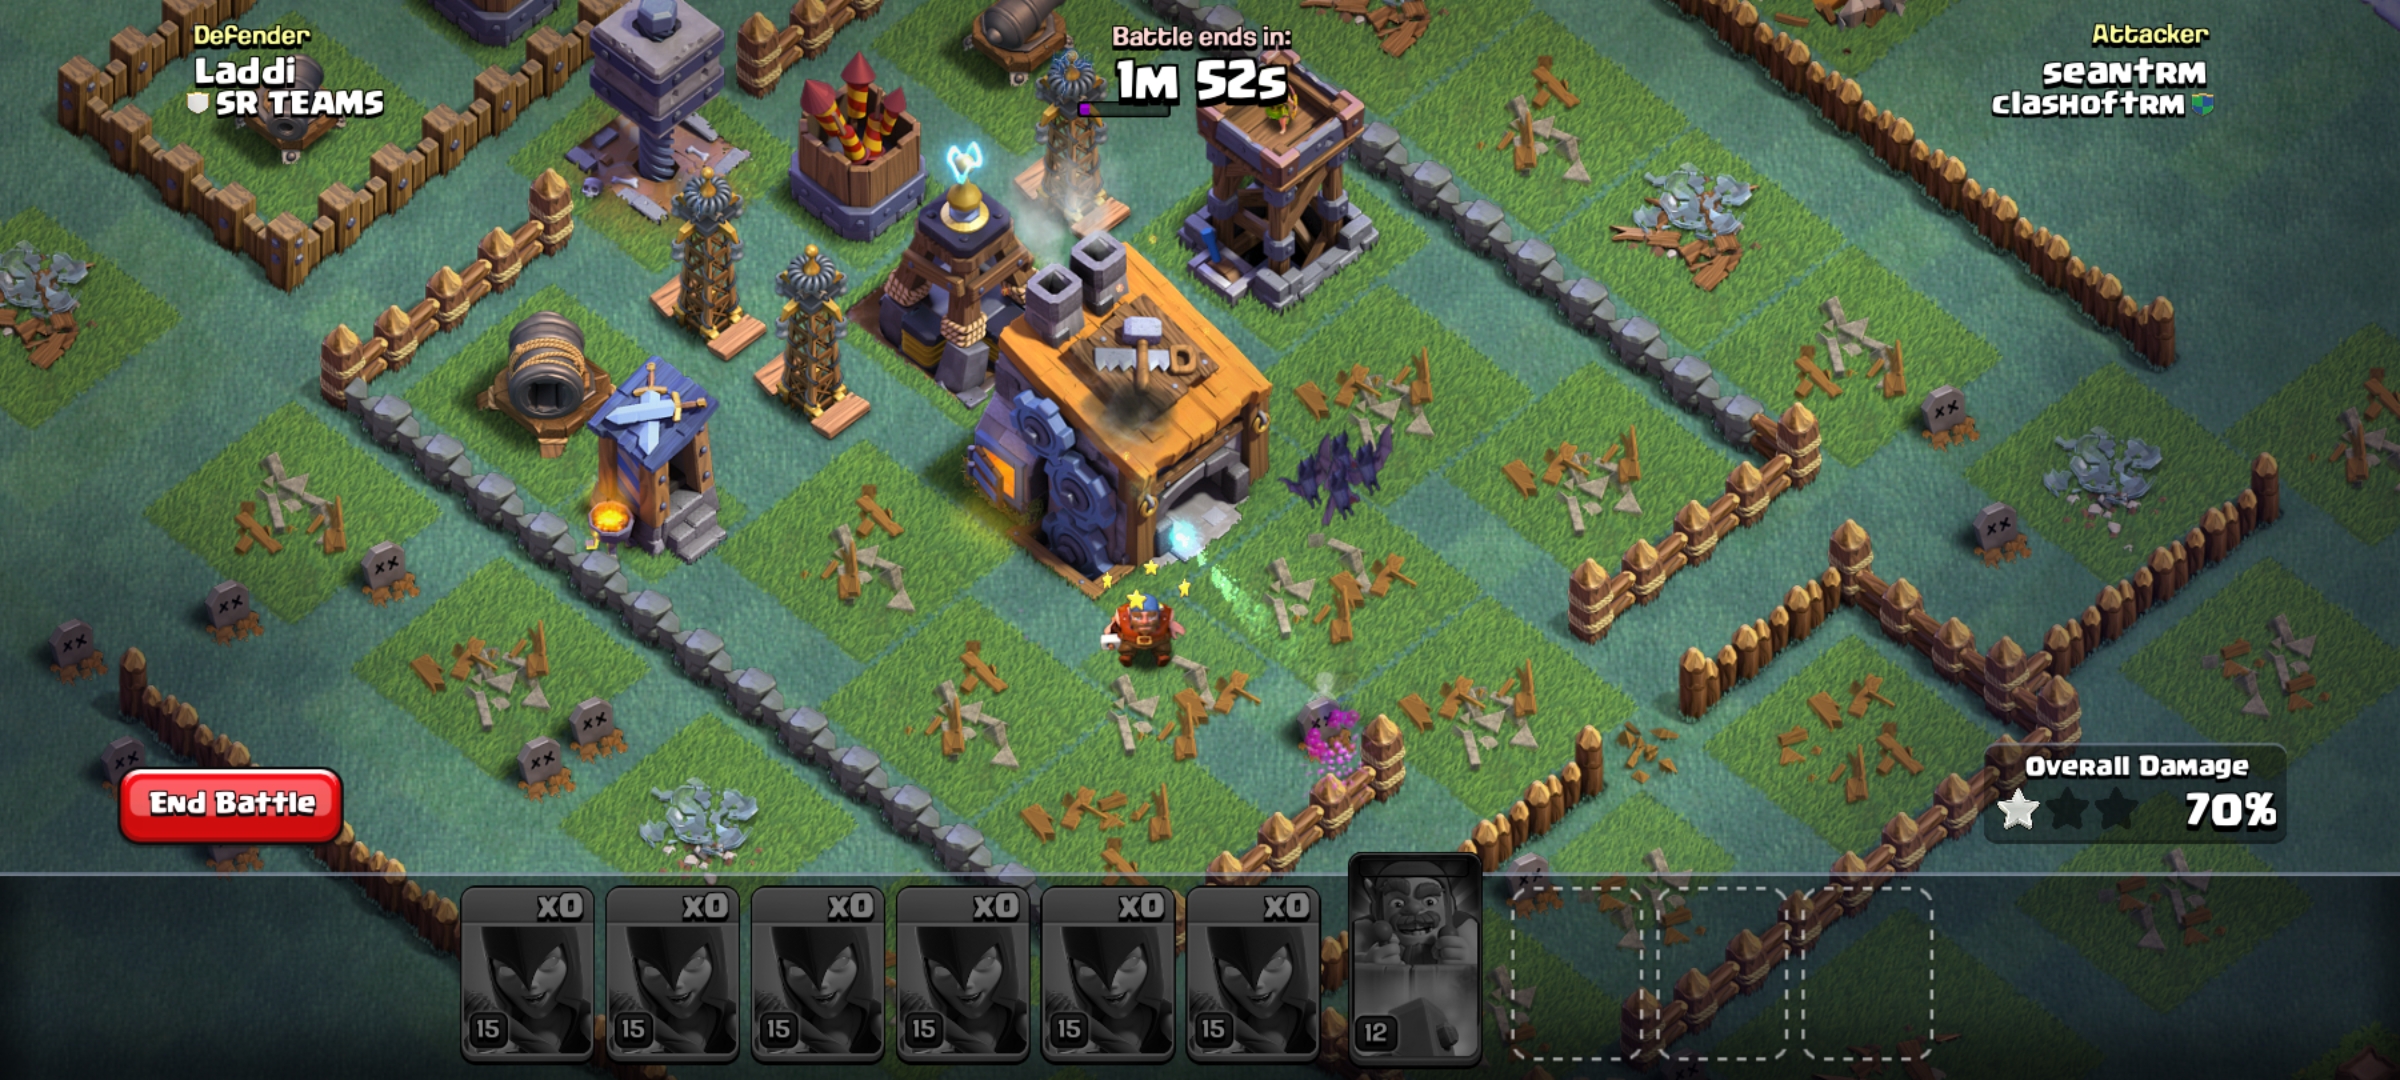 Defender
Laddi
SR TEAMS
Battle ends in:
1M 52s
Attacker
seantRM
clashoftRM
End Battle
Overall Damage
70%
x0
x0
x0
x0
x0
x0
15
15
15
15
15
15
12